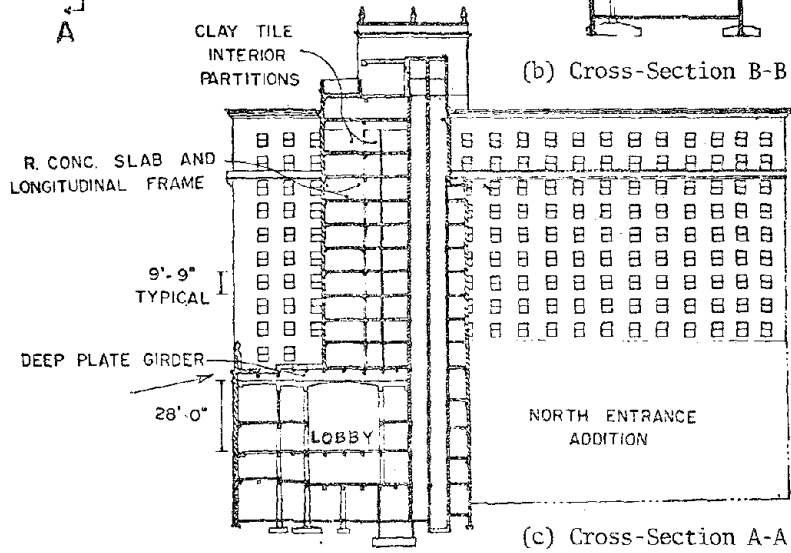 A
CLAY TILE
INTERIOR
PARTITIONS
(b) Cross-Section B-B
R. CONC. SLAB AND
LONGITUDINAL FRAME
9'-9"
TYPICAL
DEEP PLATE GIRDER
28'-0"
LOBBY
NORTH ENTRANCE
ADDITION
(c) Cross-Section A-A